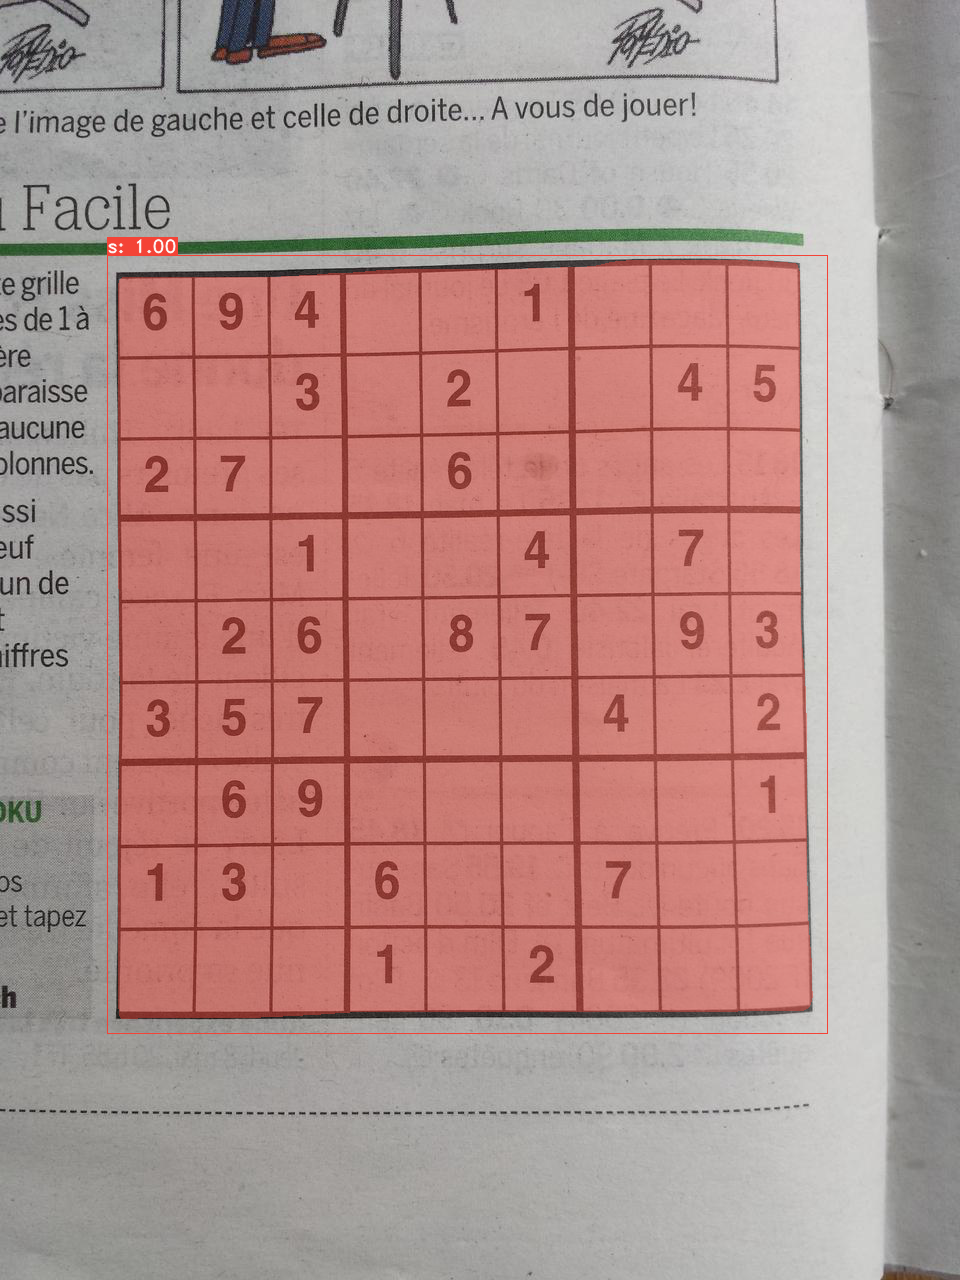 e l'image de gauche et celle de droite... A vous de jouer!
Facile
s: 1.00
te grille
es de 1 à
ère
paraisse
aucune
olonnes.
ssi
euf
un de
t
iffres
OKU
os
et tapez
ch
6 9 4 1
3 2 4 5
2 7 6
1 4 7
2 6 8 7 9 3
3 5 7 4 2
6 9 1
1 3 6 7
1 2